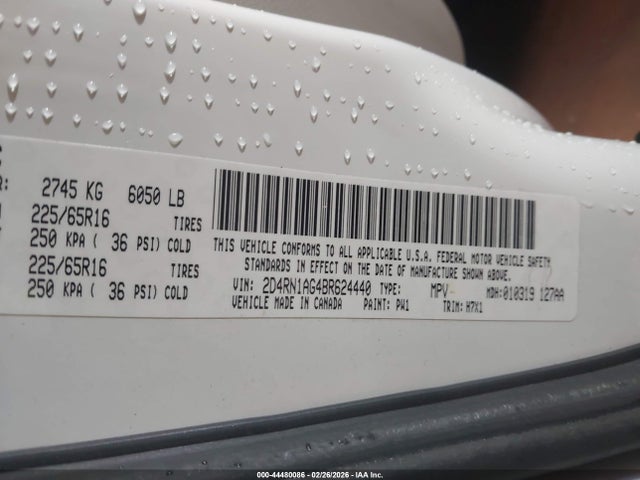 2745 KG 6050 LB
225/65R16 TIRES
250 KPA ( 36 PSI) COLD
225/65R16 TIRES
250 KPA ( 36 PSI) COLD
THIS VEHICLE CONFORMS TO ALL APPLICABLE U.S.A. FEDERAL MOTOR VEHICLE SAFETY
STANDARDS IN EFFECT ON THE DATE OF MANUFACTURE SHOWN ABOVE.
VIN: 2D4RN1AG4BR624440 TYPE: MPV MDH: 010319 127AA
VEHICLE MADE IN CANADA PAINT: PW1 TRIM: H7X1
000-44480086 - 02/26/2026 - IAA Inc.